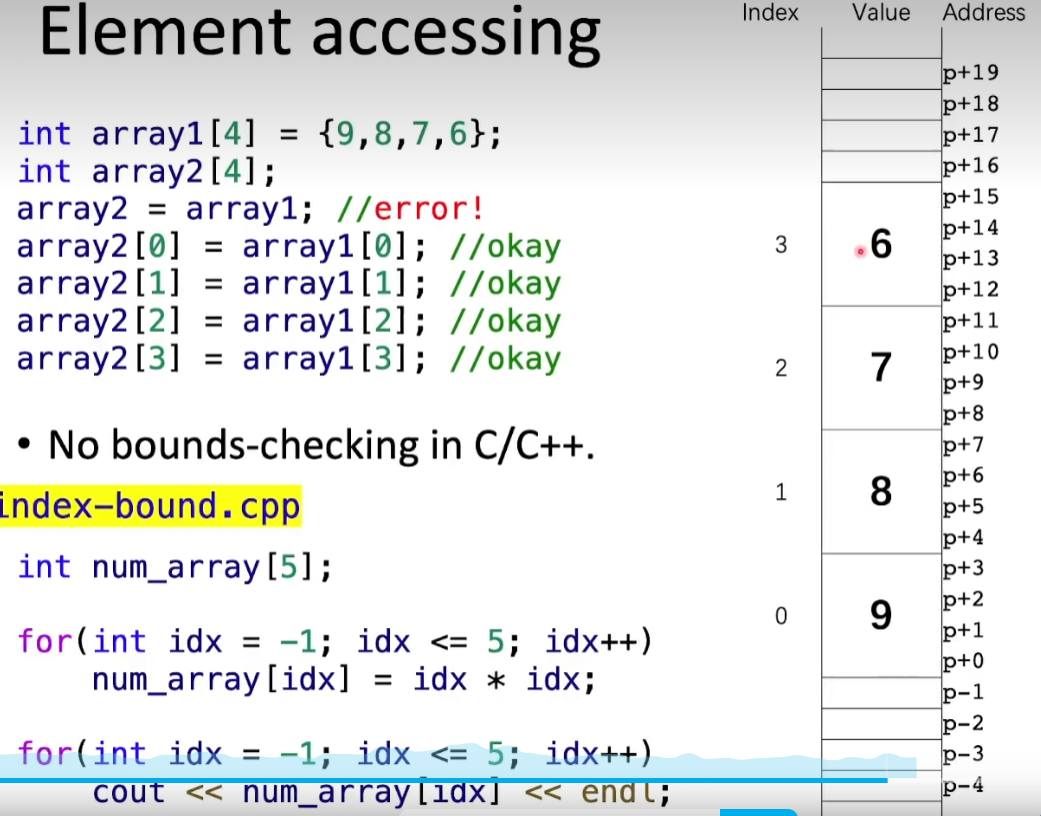 Element accessing
int array1[4] = {9,8,7,6};
int array2[4];
array2 = array1; //error!
array2[0] = array1[0]; //okay
array2[1] = array1[1]; //okay
array2[2] = array1[2]; //okay
array2[3] = array1[3]; //okay
• No bounds-checking in C/C++.
index-bound.cpp
int num_array[5];
for(int idx = -1; idx <= 5; idx++)
num_array[idx] = idx * idx;
for(int idx = -1; idx <= 5; idx++)
cout << num_array[idx] << endl;
Index Value Address
p+19
p+18
p+17
p+16
p+15
p+14
3 6
p+13
p+12
p+11
p+10
2 7
p+9
p+8
p+7
p+6
1 8
p+5
p+4
p+3
p+2
0 9
p+1
p+0
p-1
p-2
p-3
p-4